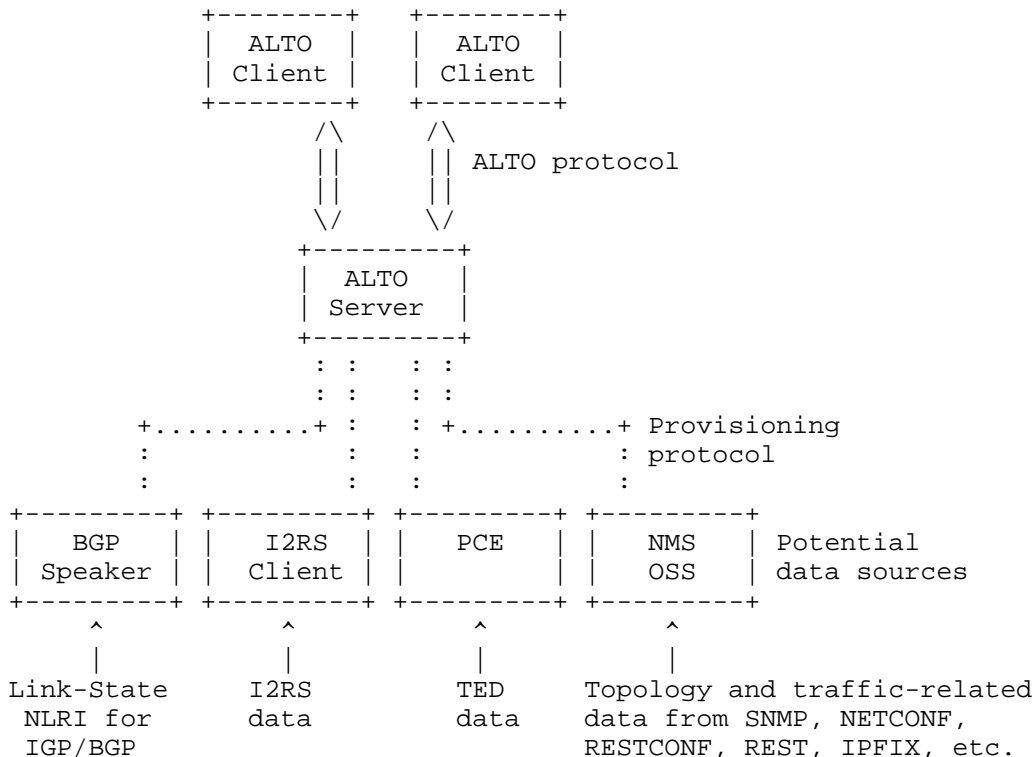 ALTO ALTO
Client Client
ALTO protocol
ALTO
Server
Provisioning
protocol
BGP I2RS PCE NMS Potential
Speaker Client OSS data sources
Link-State I2RS TED Topology and traffic-related
NLRI for data data data from SNMP, NETCONF,
IGP/BGP RESTCONF, REST, IPFIX, etc.